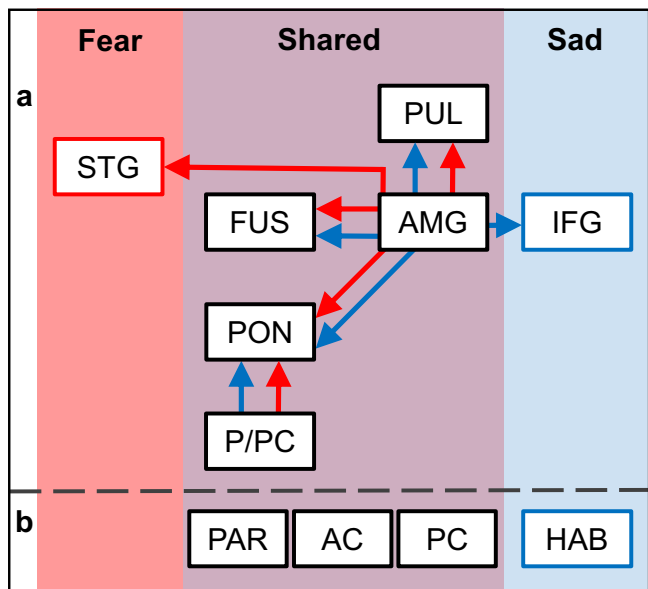 Fear Shared Sad
a
PUL
STG
FUS AMG IFG
PON
P/PC
b
PAR AC PC HAB